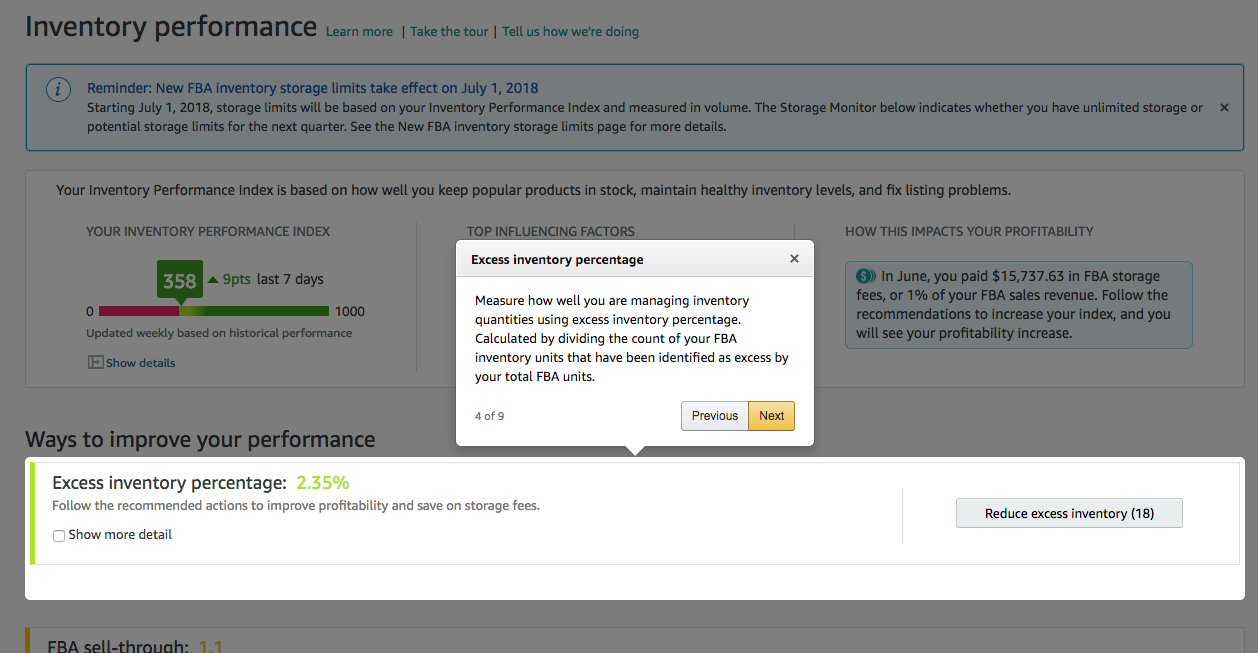 Inventory performance Learn more | Take the tour | Tell us how we're doing
Reminder: New FBA inventory storage limits take effect on July 1, 2018
Starting July 1, 2018, storage limits will be based on your Inventory Performance Index and measured in volume. The Storage Monitor below indicates whether you have unlimited storage or
potential storage limits for the next quarter. See the New FBA inventory storage limits page for more details.
Your Inventory Performance Index is based on how well you keep popular products in stock, maintain healthy inventory levels, and fix listing problems.
YOUR INVENTORY PERFORMANCE INDEX
358 9pts last 7 days
0 1000
Updated weekly based on historical performance
Show details
TOP INFLUENCING FACTORS
HOW THIS IMPACTS YOUR PROFITABILITY
In June, you paid $15,737.63 in FBA storage
fees, or 1% of your FBA sales revenue. Follow the
recommendations to increase your index, and you
will see your profitability increase.
Excess inventory percentage
Measure how well you are managing inventory
quantities using excess inventory percentage.
Calculated by dividing the count of your FBA
inventory units that have been identified as excess by
your total FBA units.
4 of 9 Previous Next
Ways to improve your performance
Excess inventory percentage: 2.35%
Follow the recommended actions to improve profitability and save on storage fees.
Show more detail
Reduce excess inventory (18)
FBA sell-through: 1.1